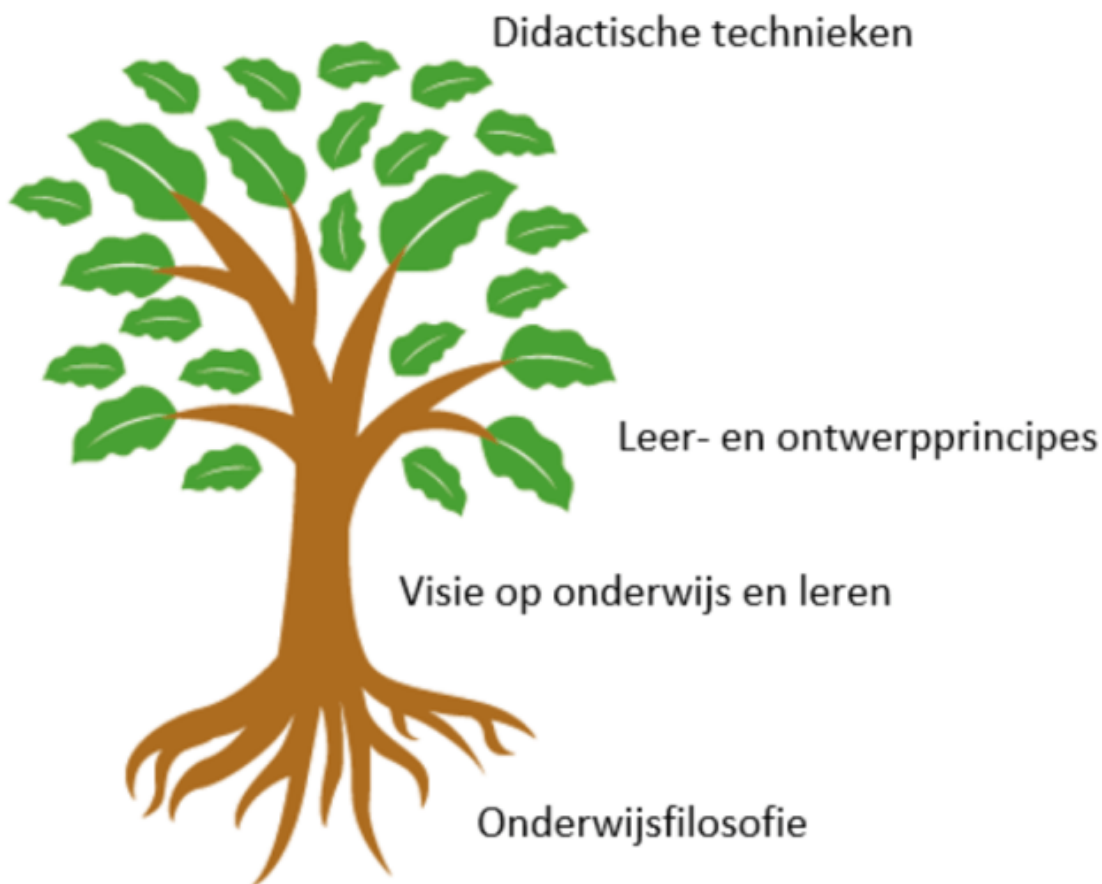 Didactische technieken
Leer- en ontwerpprincipes
Visie op onderwijs en leren
Onderwijsfilosofie